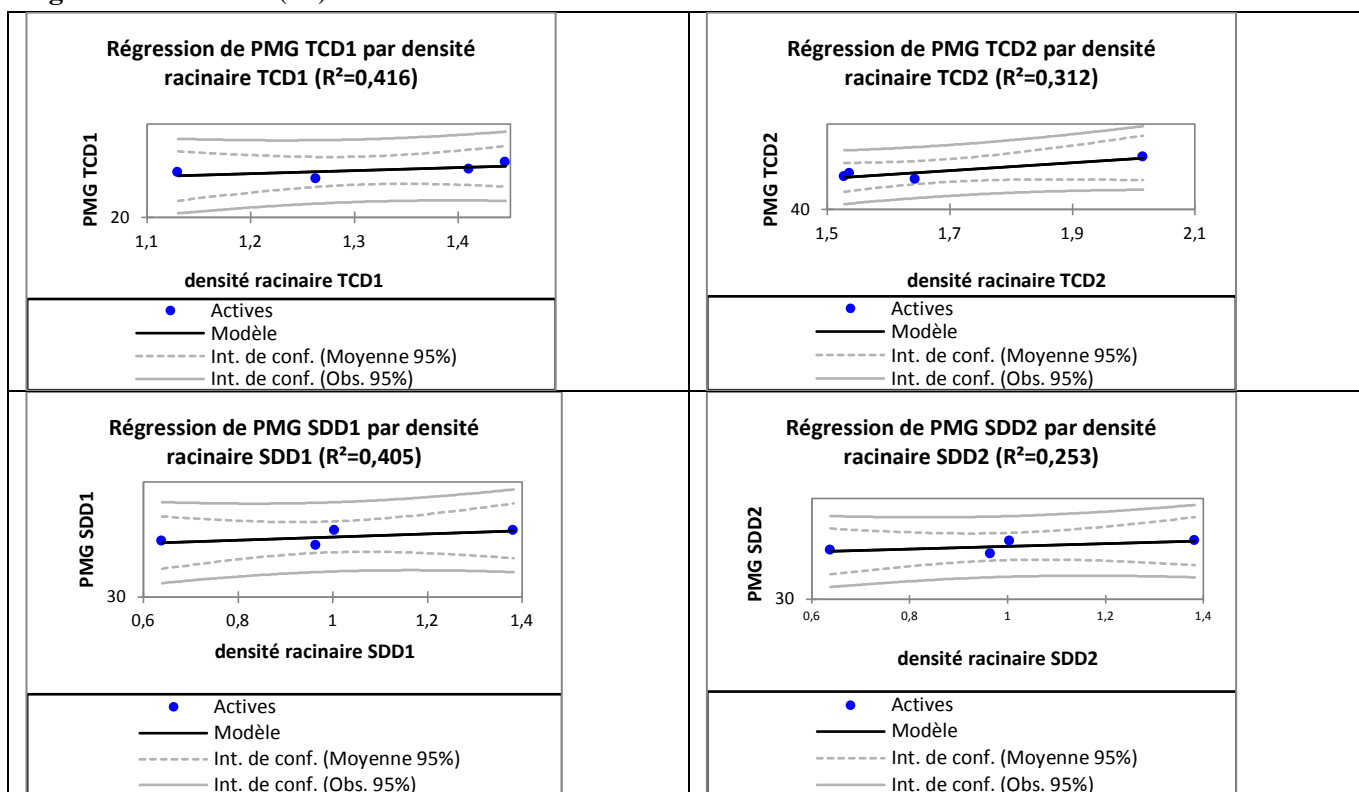 Régression de PMG TCD1 par densité
racinaire TCD1 (R²=0,416)
PMG TCD1
20
1,1 1,2 1,3 1,4
densité racinaire TCD1
Actives
Modèle
Int. de conf. (Moyenne 95%)
Int. de conf. (Obs. 95%)
Régression de PMG TCD2 par densité
racinaire TCD2 (R²=0,312)
PMG TCD2
40
1,5 1,7 1,9 2,1
densité racinaire TCD2
Actives
Modèle
Int. de conf. (Moyenne 95%)
Int. de conf. (Obs. 95%)
Régression de PMG SDD1 par densité
racinaire SDD1 (R²=0,405)
PMG SDD1
30
0,6 0,8 1 1,2 1,4
densité racinaire SDD1
Actives
Modèle
Int. de conf. (Moyenne 95%)
Int. de conf. (Obs. 95%)
Régression de PMG SDD2 par densité
racinaire SDD2 (R²=0,253)
PMG SDD2
30
0,6 0,8 1 1,2 1,4
densité racinaire SDD2
Actives
Modèle
Int. de conf. (Moyenne 95%)
Int. de conf. (Obs. 95%)